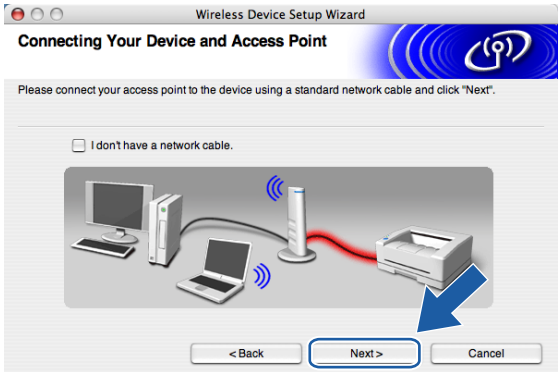 Wireless Device Setup Wizard
Connecting Your Device and Access Point
Please connect your access point to the device using a standard network cable and click "Next".
I don't have a network cable.
< Back Next > Cancel